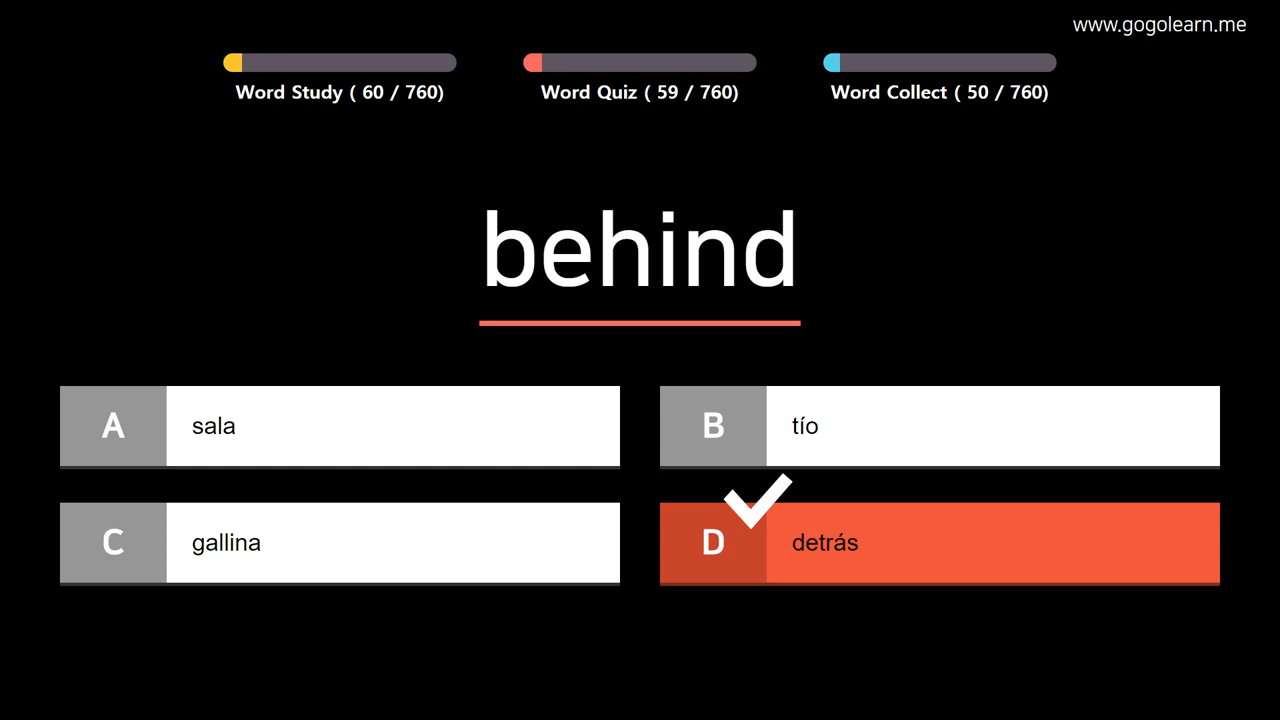 www.gogolearn.me
Word Study ( 60 / 760)
Word Quiz ( 59 / 760)
Word Collect ( 50 / 760)
behind
A sala
B tío
C gallina
D detrás